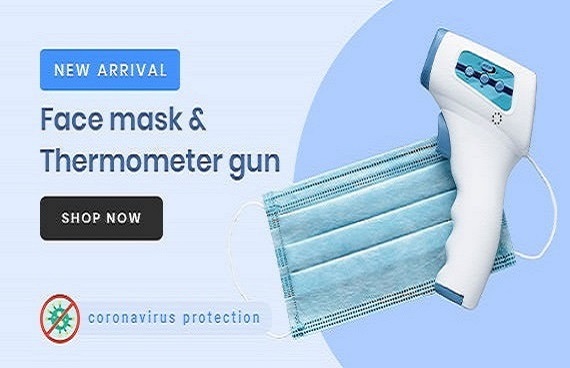 NEW ARRIVAL
Face mask &
Thermometer gun
SHOP NOW
coronavirus protection